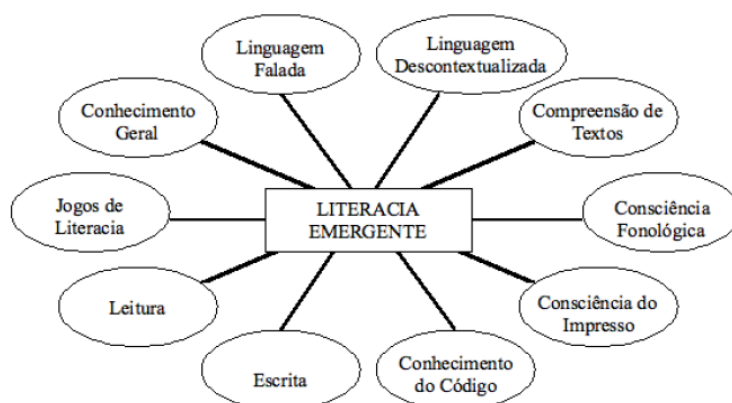 Linguagem
Falada
Linguagem
Descontextualizada
Conhecimento
Geral
Compreensão de
Textos
Jogos de
Literacia
LITERACIA
EMERGENTE
Consciência
Fonológica
Leitura
Consciência do
Impresso
Escrita
Conhecimento
do Código